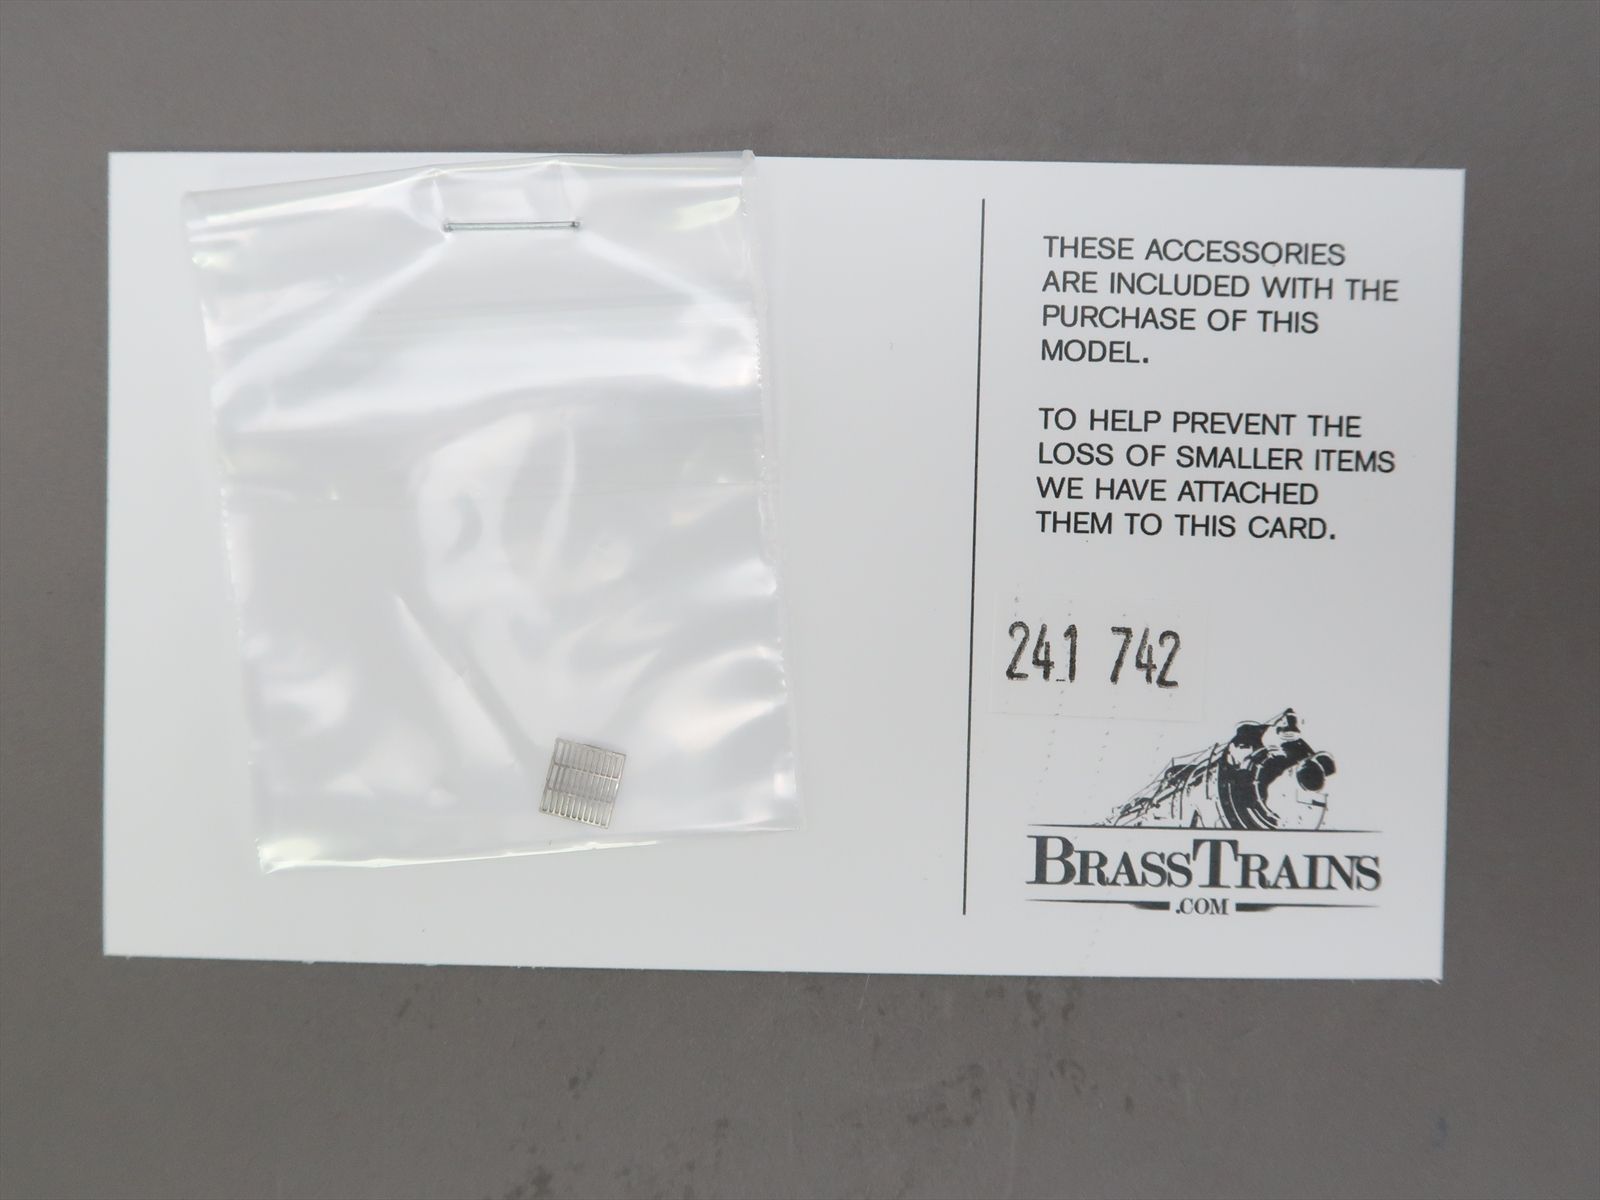 THESE ACCESSORIES
ARE INCLUDED WITH THE
PURCHASE OF THIS
MODEL.
TO HELP PREVENT THE
LOSS OF SMALLER ITEMS
WE HAVE ATTACHED
THEM TO THIS CARD.
241 742
BRASSTRAINS
.COM